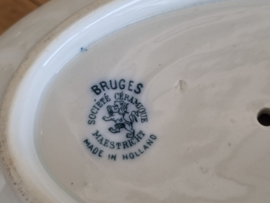 BRUGES
SOCIÉTÉ CÉRAMIQUE
MAESTRICHT
MADE IN HOLLAND